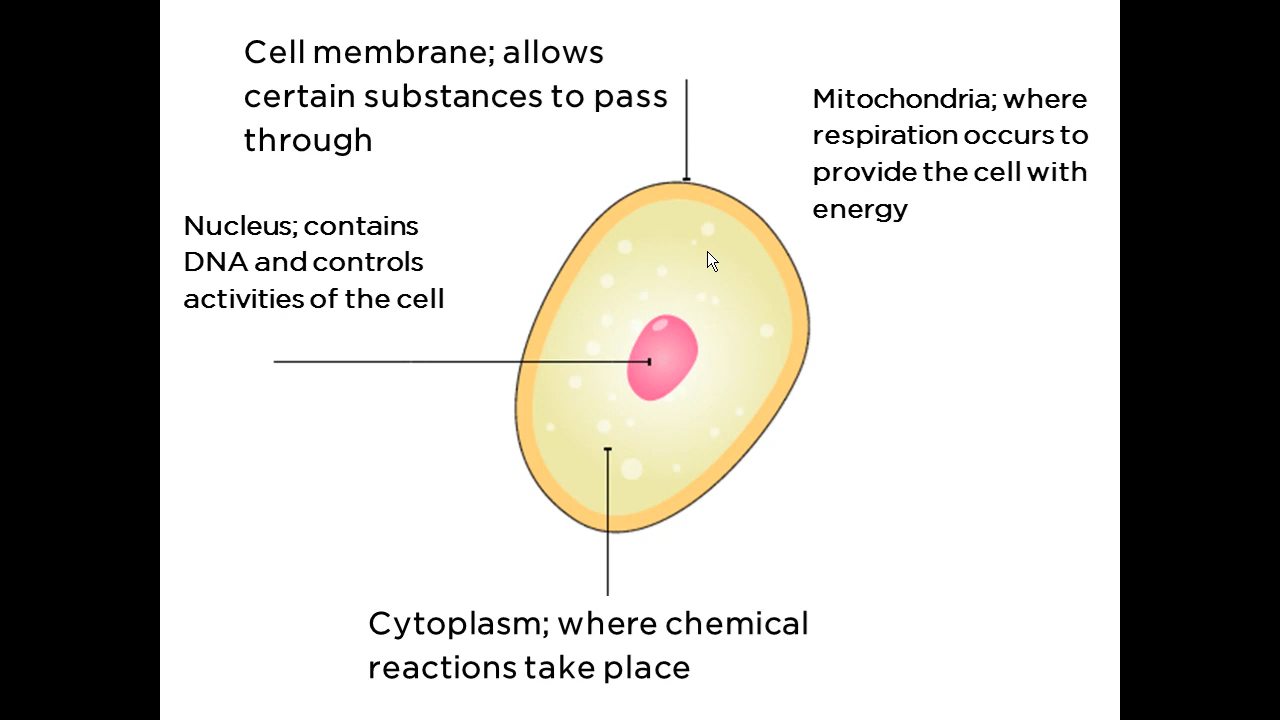 Cell membrane; allows
certain substances to pass
through
Mitochondria; where
respiration occurs to
provide the cell with
energy
Nucleus; contains
DNA and controls
activities of the cell
Cytoplasm; where chemical
reactions take place